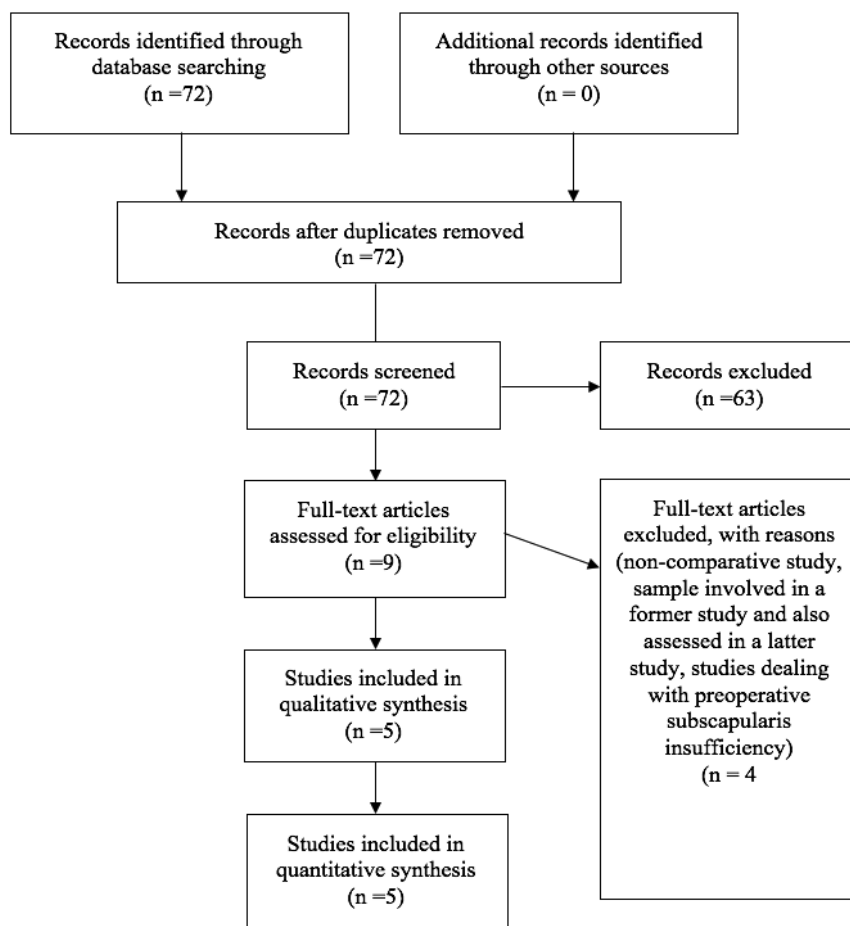 Records identified through
database searching
(n =72)
Additional records identified
through other sources
(n = 0)
Records after duplicates removed
(n =72)
Records screened
(n =72)
Records excluded
(n =63)
Full-text articles
assessed for eligibility
(n =9)
Full-text articles
excluded, with reasons
(non-comparative study,
sample involved in a
former study and also
assessed in a latter
study, studies dealing
with preoperative
subscapularis
insufficiency)
(n = 4
Studies included in
qualitative synthesis
(n =5)
Studies included in
quantitative synthesis
(n =5)